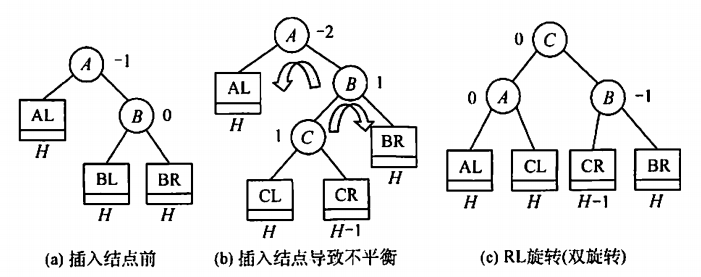 A -1
AL
H
B 0
BL
H
BR
H
(a) 插入结点前
A -2
AL
H
B 1
1 C
BR
H
CL
H
CR
H-1
(b) 插入结点导致不平衡
0 C
0 A
B -1
AL
H
CL
H
CR
H-1
BR
H
(c) RL旋转(双旋转)